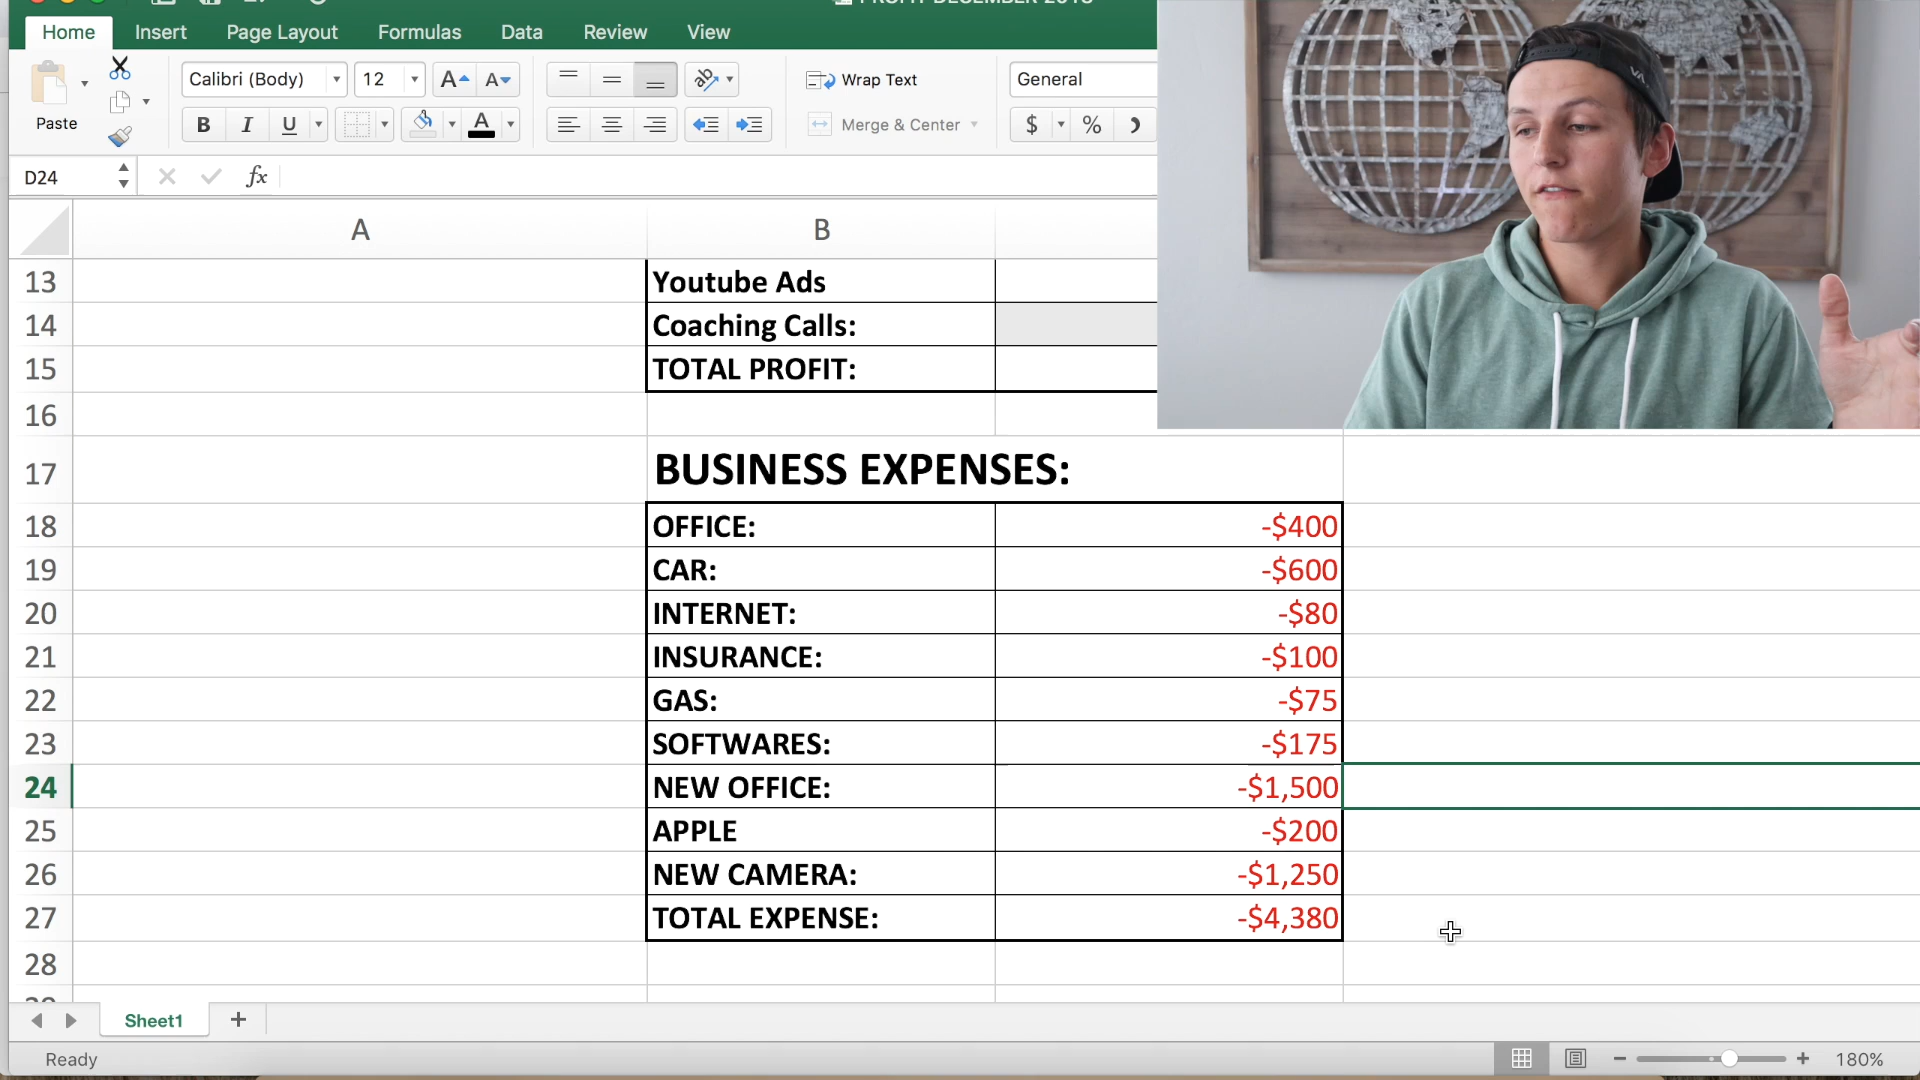 PROFIT DECEMBER 2018
Home Insert Page Layout Formulas Data Review View
Paste
Calibri (Body) 12 A A
Wrap Text
General
B I U A
Merge & Center
$ %
D24 fx
A B
13 Youtube Ads
14 Coaching Calls:
15 TOTAL PROFIT:
16
17 BUSINESS EXPENSES:
18 OFFICE: -$400
19 CAR: -$600
20 INTERNET: -$80
21 INSURANCE: -$100
22 GAS: -$75
23 SOFTWARES: -$175
24 NEW OFFICE: -$1,500
25 APPLE -$200
26 NEW CAMERA: -$1,250
27 TOTAL EXPENSE: -$4,380
28
Sheet1
Ready
180%